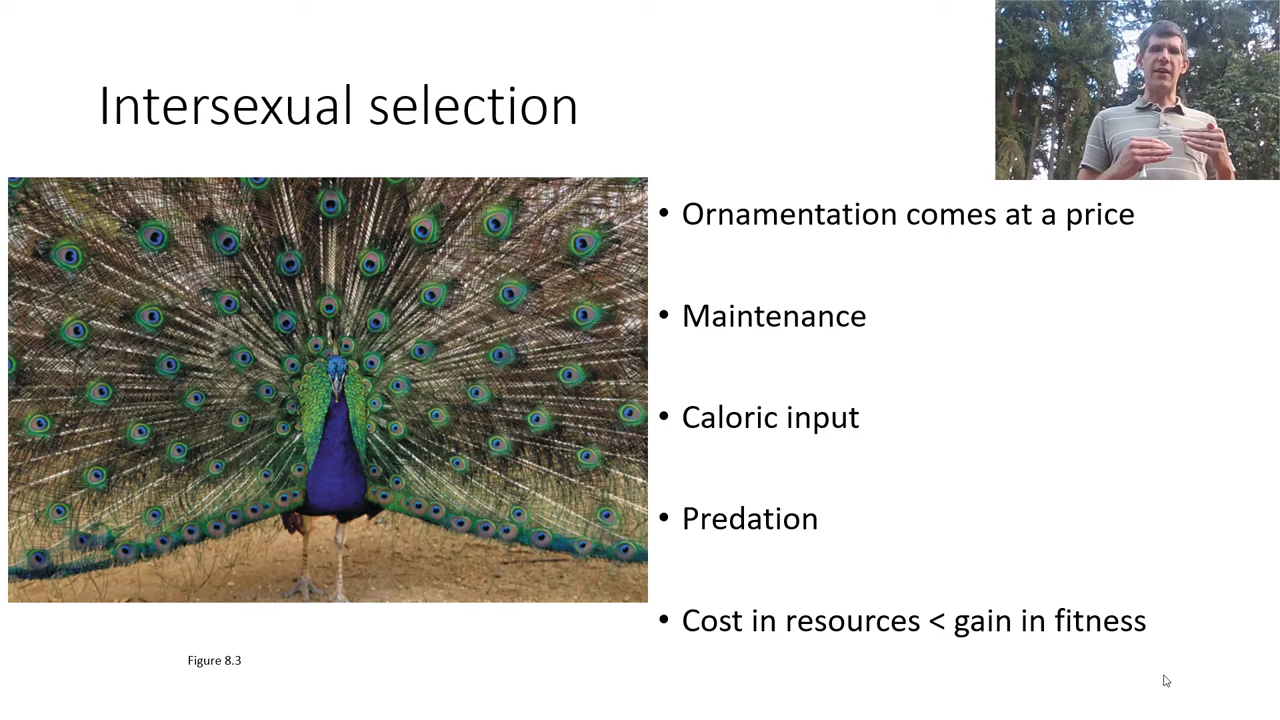 Intersexual selection
• Ornamentation comes at a price
• Maintenance
• Caloric input
• Predation
• Cost in resources < gain in fitness
Figure 8.3